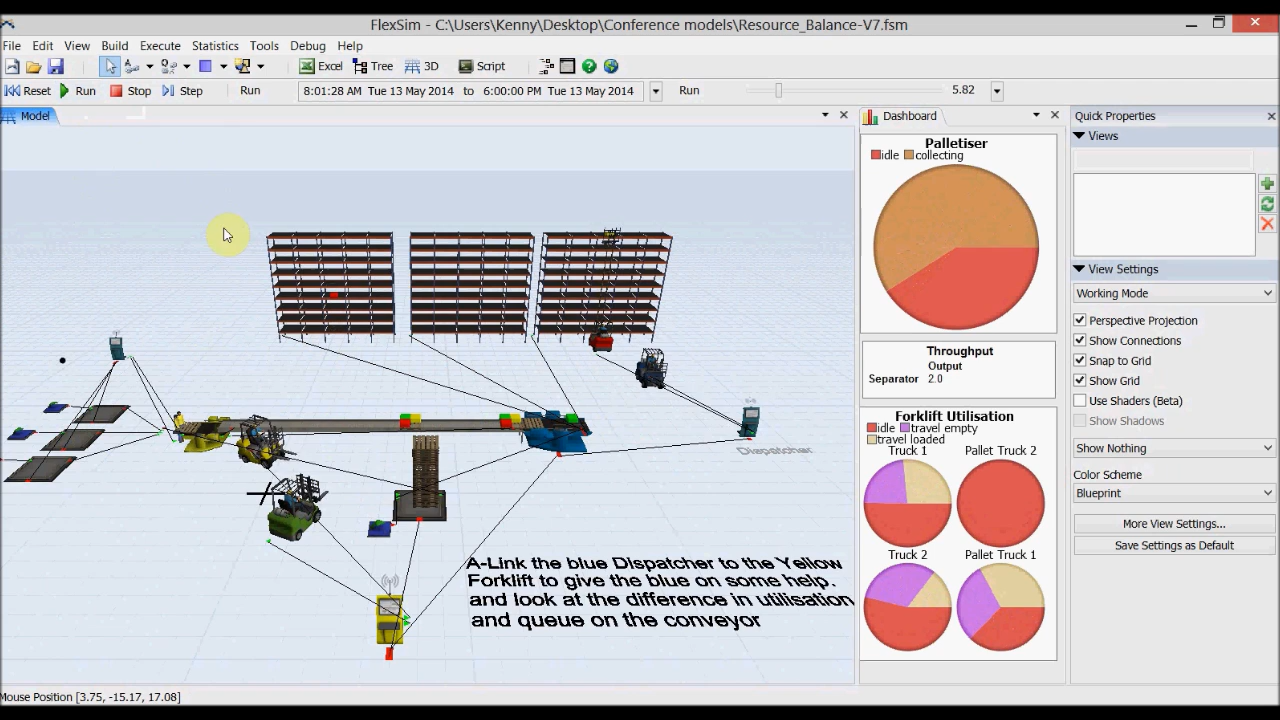 FlexSim - C:\Users\Kenny\Desktop\Conference models\Resource_Balance-V7.fsm
File Edit View Build Execute Statistics Tools Debug Help
Excel Tree 3D Script
Reset Run Stop Step Run 8:01:28 AM Tue 13 May 2014 to 6:00:00 PM Tue 13 May 2014 Run 5.82
Model
Dashboard
Palletiser
idle collecting
Throughput
Output
Separator 2.0
Forklift Utilisation
idle travel empty
travel loaded
Truck 1 Pallet Truck 2
Truck 2 Pallet Truck 1
Quick Properties
Views
View Settings
Working Mode
Perspective Projection
Show Connections
Snap to Grid
Show Grid
Use Shaders (Beta)
Show Shadows
Show Nothing
Color Scheme
Blueprint
More View Settings...
Save Settings as Default
Dispatcher
A-Link the blue Dispatcher to the Yellow
Forklift to give the blue on some help.
and look at the difference in utilisation
and queue on the conveyor
Mouse Position [3.75, -15.17, 17.08]